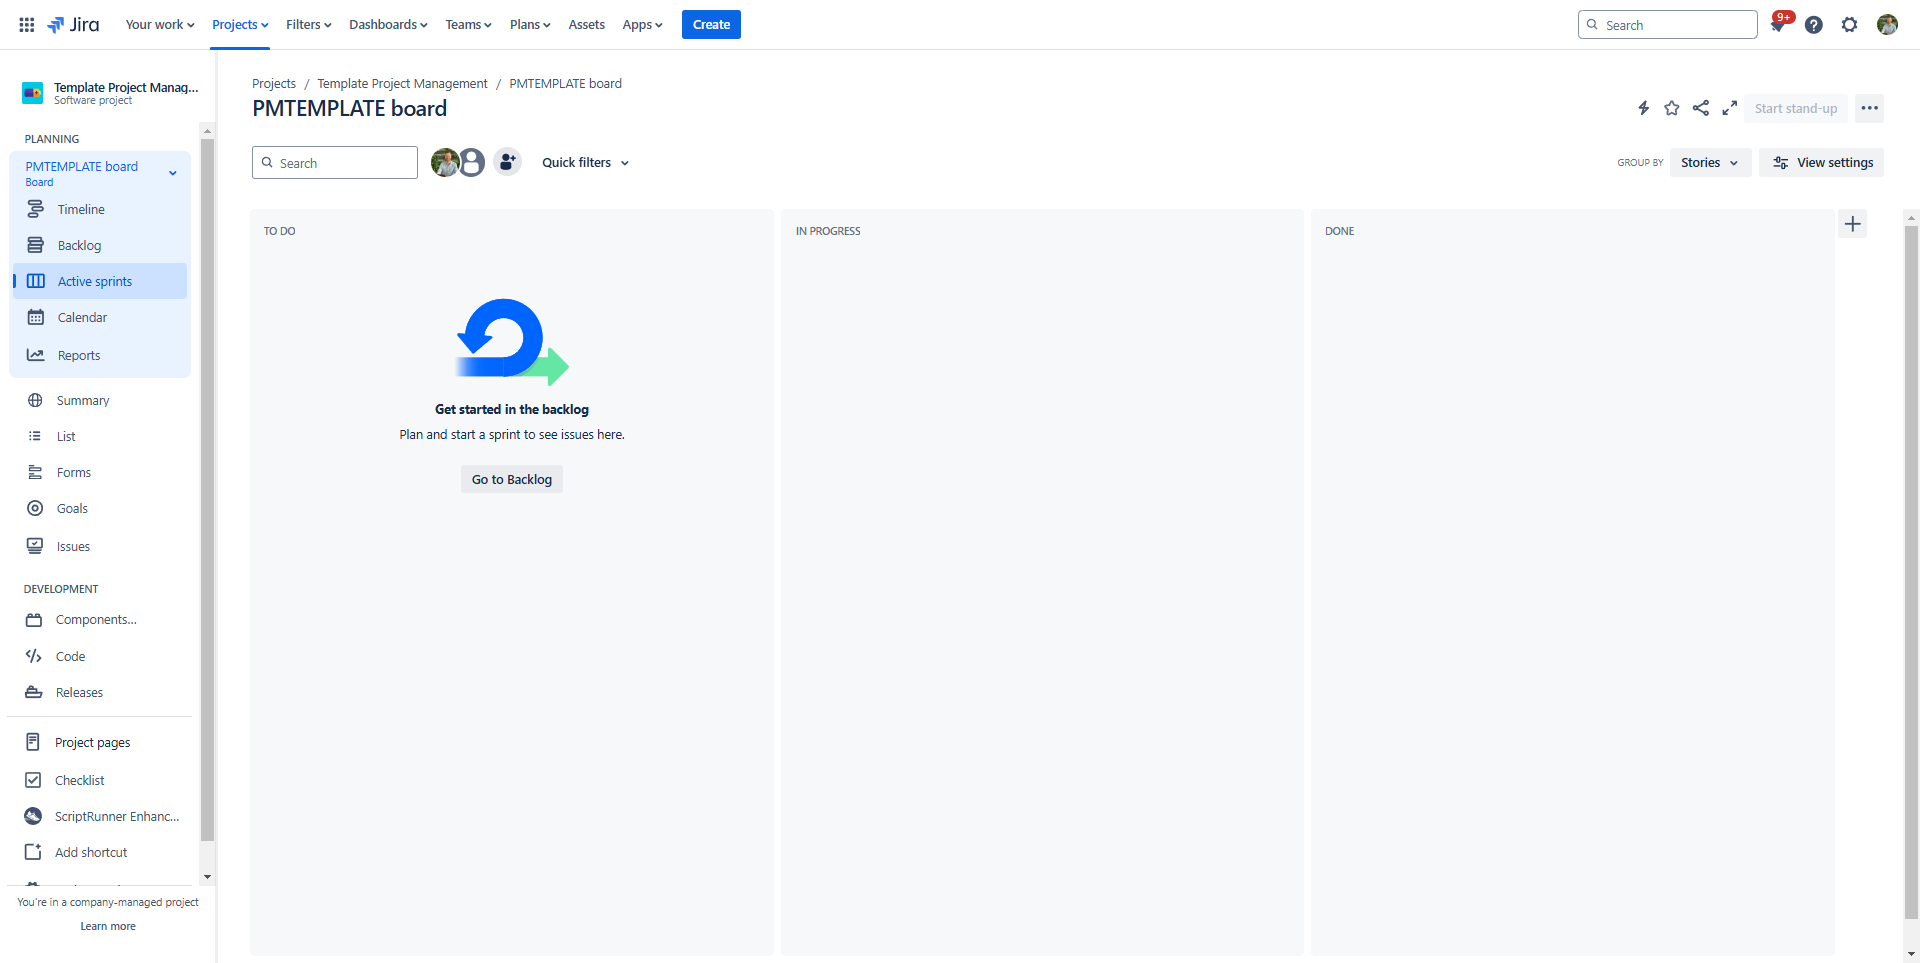 Jira
Your work
Projects
Filters
Dashboards
Teams
Plans
Assets
Apps
Create
Search
9+
Template Project Manag...
Software project
PLANNING
PMTEMPLATE board
Board
Timeline
Backlog
Active sprints
Calendar
Reports
Summary
List
Forms
Goals
Issues
DEVELOPMENT
Components...
Code
Releases
Project pages
Checklist
ScriptRunner Enhanc...
Add shortcut
You're in a company-managed project
Learn more
Projects / Template Project Management / PMTEMPLATE board
PMTEMPLATE board
Start stand-up
Search
Quick filters
GROUP BY
Stories
View settings
TO DO
IN PROGRESS
DONE
Get started in the backlog
Plan and start a sprint to see issues here.
Go to Backlog